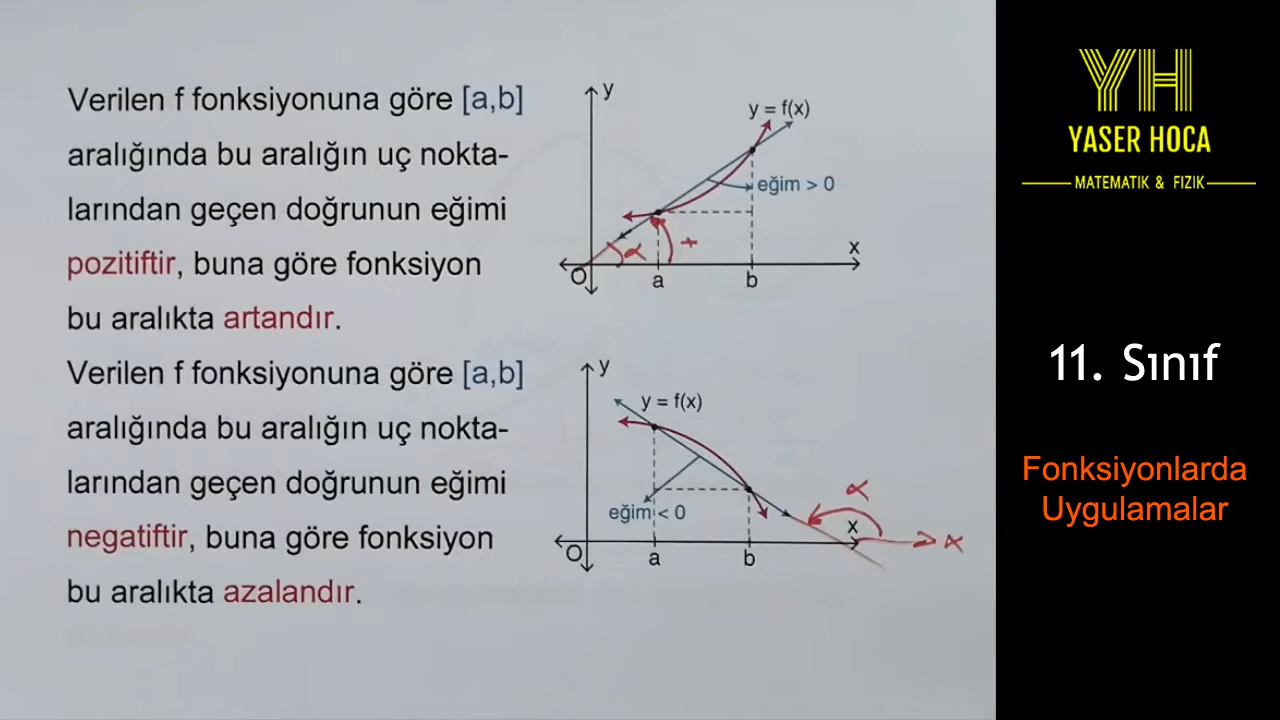 Verilen f fonksiyonuna göre [a,b]
aralığında bu aralığın uç nokta-
larından geçen doğrunun eğimi
pozitiftir, buna göre fonksiyon
bu aralıkta artandır.
y
y = f(x)
eğim > 0
α
+
x
O
a
b
Verilen f fonksiyonuna göre [a,b]
aralığında bu aralığın uç nokta-
larından geçen doğrunun eğimi
negatiftir, buna göre fonksiyon
bu aralıkta azalandır.
y
y = f(x)
eğim < 0
α
x
x
O
a
b
YH
YASER HOCA
MATEMATIK & FIZIK
11. Sınıf
Fonksiyonlarda
Uygulamalar